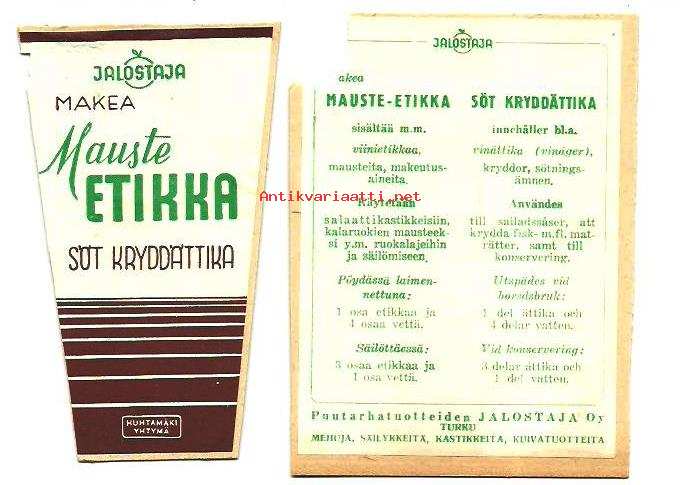 JALOSTAJA
MAKEA
Mauste
ETIKKA
SÖT KRYDDÄTTIKA
HUHTAMÄKI
YHTYMÄ
JALOSTAJA
akea
MAUSTE-ETIKKA
sisältää m.m.
viinietikkaa,
mausteita, makeutus-
aineita.
Käytetään
salaattikastikkeisiin,
kalaruokien mausteek-
si y.m. ruokalajeihin
ja säilömiseen.
Pöydässä laimen-
nettuna:
1 osa etikkaa ja
4 osaa vettä.
Säilöttäessä:
3 osaa etikkaa ja
1 osa vettä.
SÖT KRYDDÄTTIKA
innehåller bl.a.
vinättika (vinäger),
kryddor, sötnings-
ämnen.
Användes
till salladssåser, att
krydda fisk- m.fl. mat-
rätter, samt till
konservering.
Utspädes vid
bordsbruk:
1 del ättika och
4 delar vatten.
Vid konservering:
3 delar ättika och
1 del vatten.
Puutarhatuotteiden JALOSTAJA Oy
TURKU
MEHUJA, SÄILYKKEITÄ, KASTIKKEITA, KUIVATUOTTEITA
Antikvariaatti.net